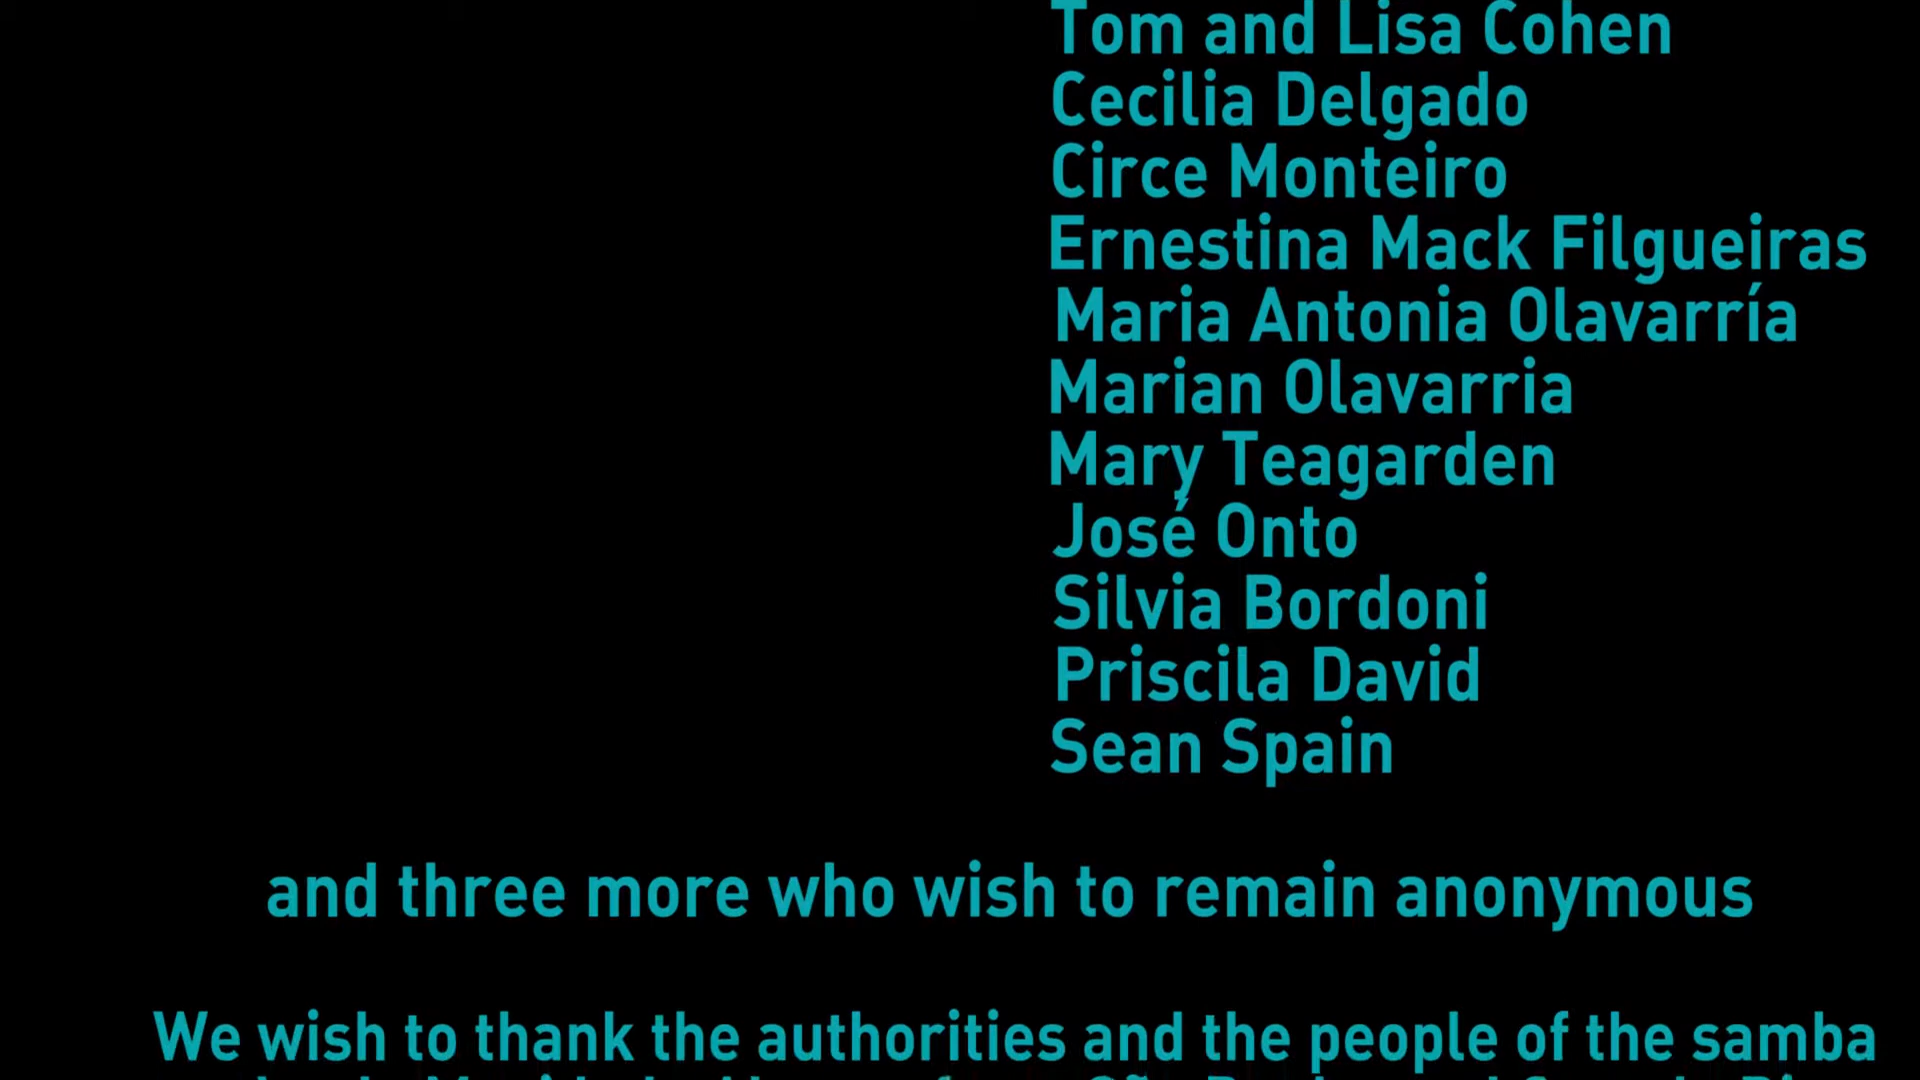 Tom and Lisa Cohen
Cecilia Delgado
Circe Monteiro
Ernestina Mack Filgueiras
Maria Antonia Olavarría
Marian Olavarria
Mary Teagarden
José Onto
Silvia Bordoni
Priscila David
Sean Spain
and three more who wish to remain anonymous
We wish to thank the authorities and the people of the samba